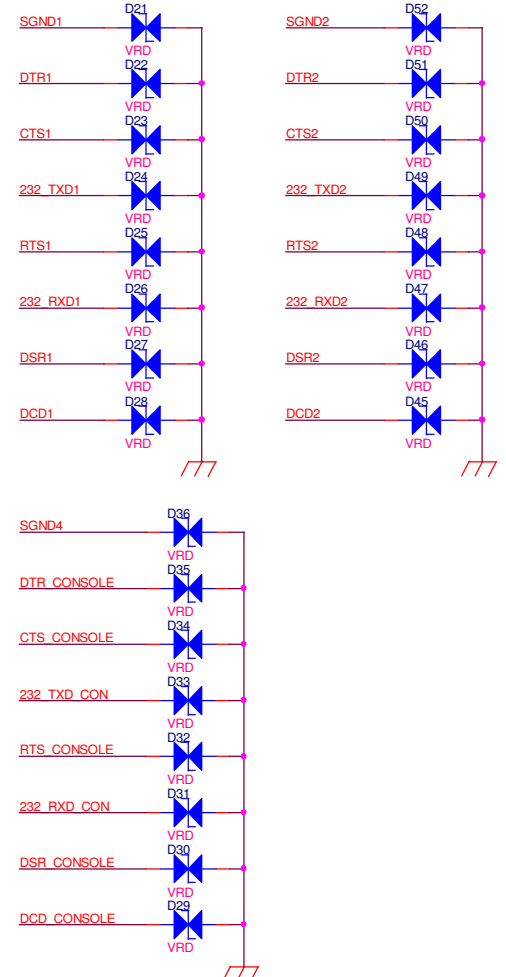 D21
SGND1
VRD
D22
DTR1
VRD
D23
CTS1
VRD
D24
232_TXD1
VRD
D25
RTS1
VRD
D26
232_RXD1
VRD
D27
DSR1
VRD
D28
DCD1
VRD
D52
SGND2
VRD
D51
DTR2
VRD
D50
CTS2
VRD
D49
232_TXD2
VRD
D48
RTS2
VRD
D47
232_RXD2
VRD
D46
DSR2
VRD
D45
DCD2
VRD
D36
SGND4
VRD
D35
DTR_CONSOLE
VRD
D34
CTS_CONSOLE
VRD
D33
232_TXD_CON
VRD
D32
RTS_CONSOLE
VRD
D31
232_RXD_CON
VRD
D30
DSR_CONSOLE
VRD
D29
DCD_CONSOLE
VRD